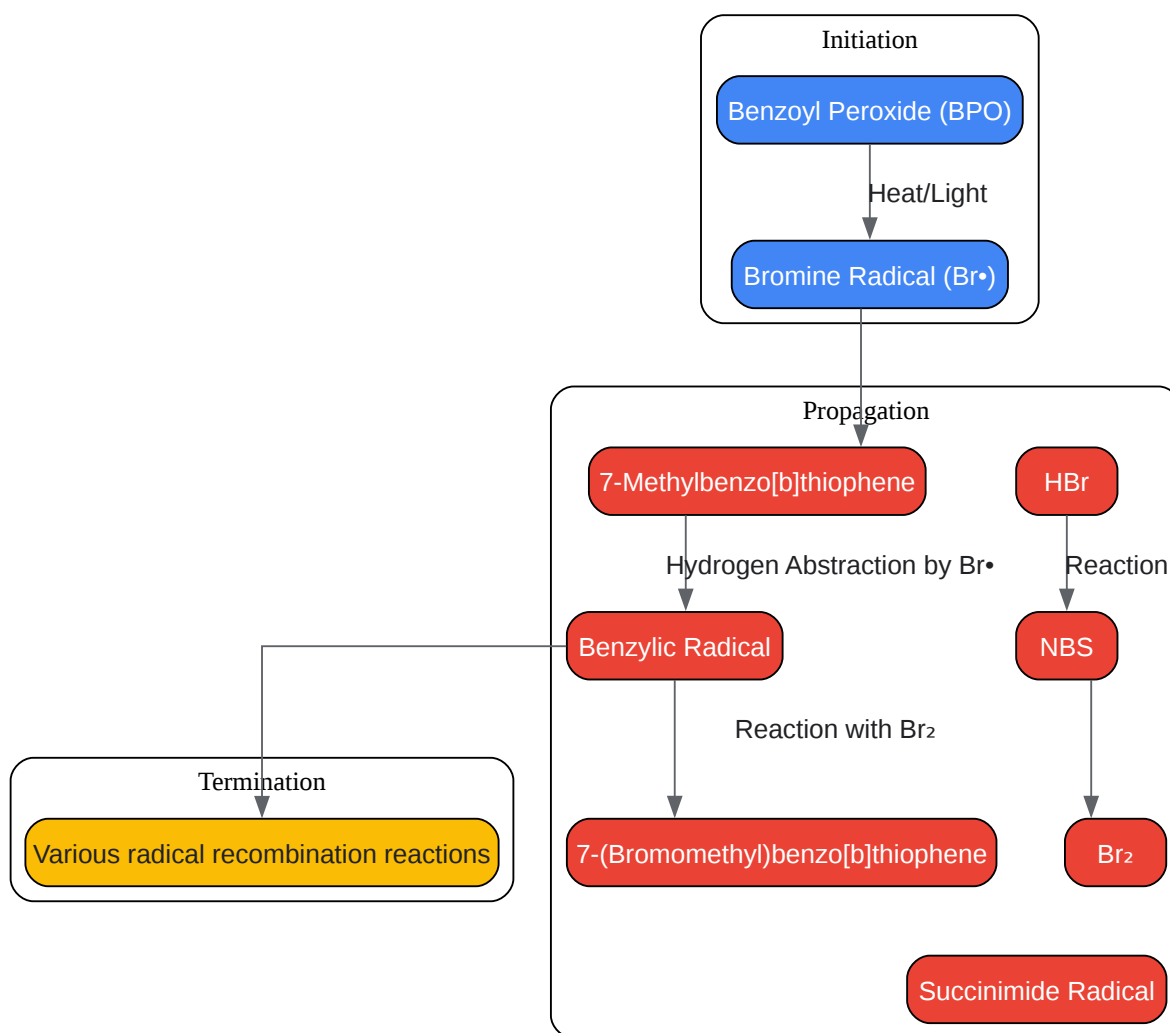 Initiation
Benzoyl Peroxide (BPO)
Heat/Light
Bromine Radical (Br•)
Propagation
7-Methylbenzo[b]thiophene
HBr
Hydrogen Abstraction by Br•
Reaction
Benzylic Radical
NBS
Reaction with Br₂
Termination
Various radical recombination reactions
7-(Bromomethyl)benzo[b]thiophene
Br₂
Succinimide Radical